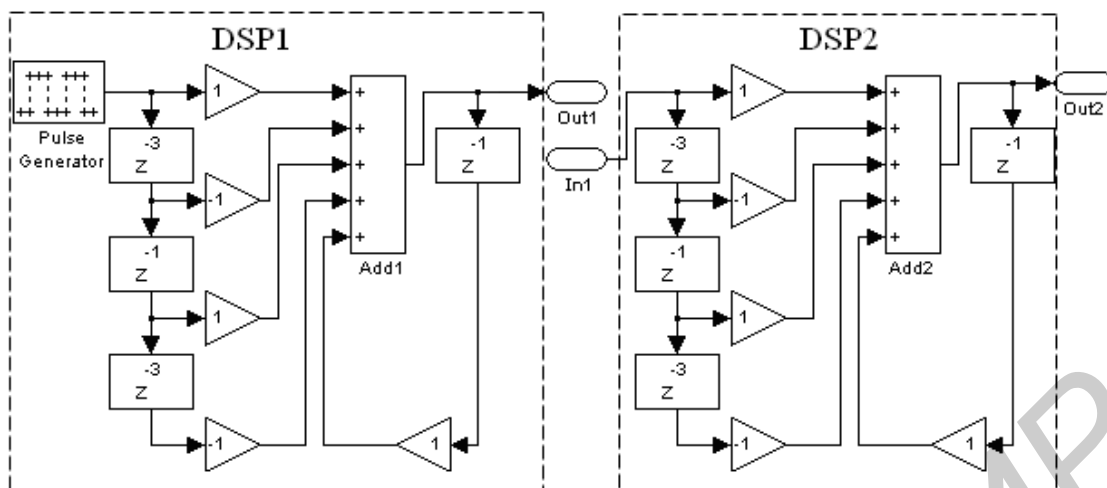 DSP1
DSP2
Pulse
Generator
1
-3
Z
-1
-1
Z
1
-3
Z
-1
+
+
+
+
+
Add1
-1
Z
1
Out1
In1
1
-3
Z
-1
-1
Z
1
-3
Z
-1
+
+
+
+
+
Add2
-1
Z
1
Out2